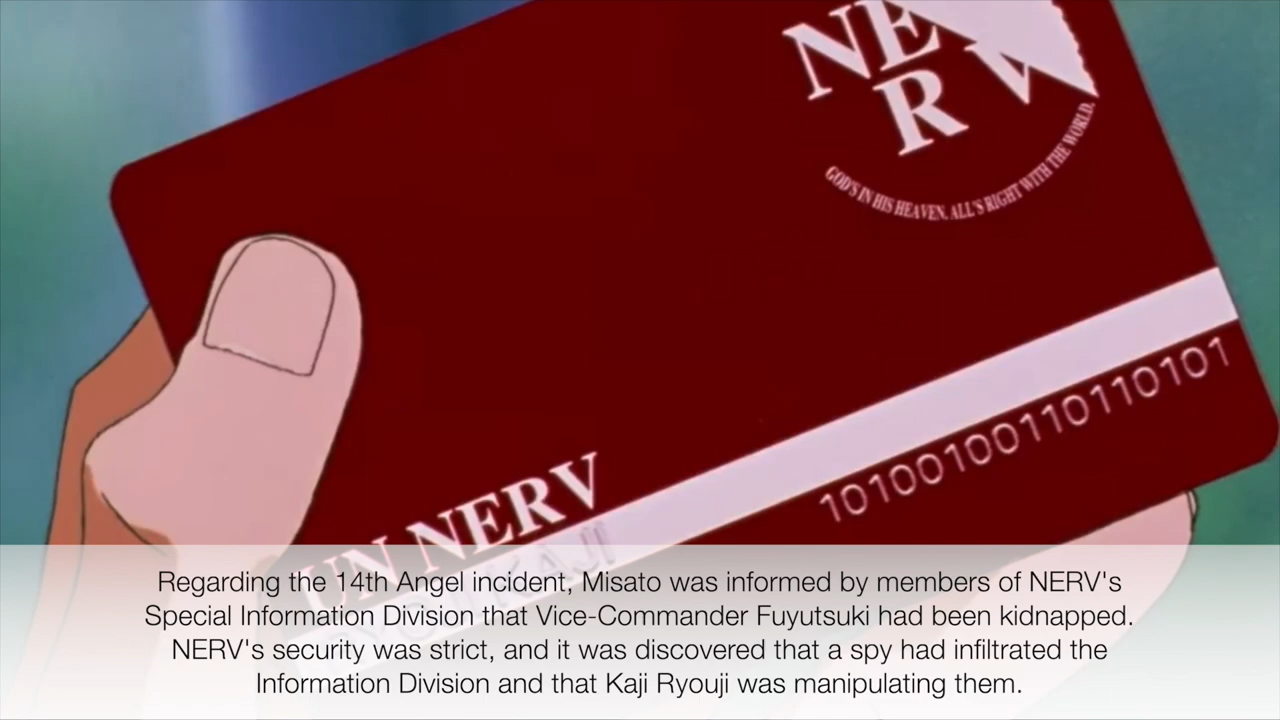 NERV
GOD'S IN HIS HEAVEN. ALL'S RIGHT WITH THE WORLD.
1010010011010110101
UN NERV
KAJI
Regarding the 14th Angel incident, Misato was informed by members of NERV's
Special Information Division that Vice-Commander Fuyutsuki had been kidnapped.
NERV's security was strict, and it was discovered that a spy had infiltrated the
Information Division and that Kaji Ryouji was manipulating them.